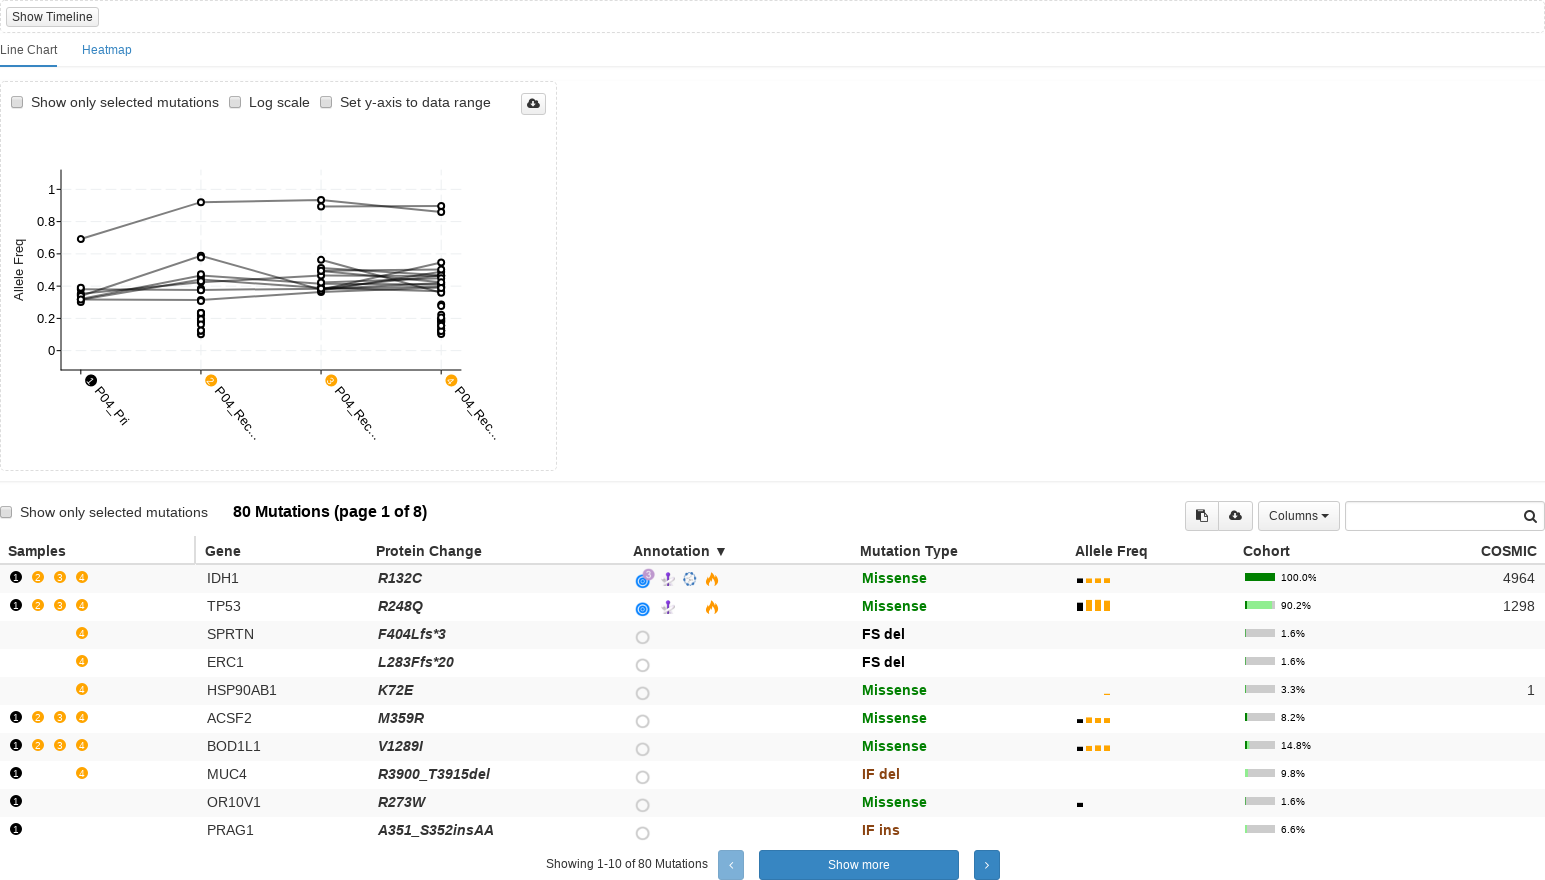 Show Timeline
Line Chart Heatmap
Show only selected mutations Log scale Set y-axis to data range
Allele Freq
1
0.8
0.6
0.4
0.2
0
P04_Pri P04_Rec... P04_Rec... P04_Rec...
Show only selected mutations 80 Mutations (page 1 of 8) Columns
Samples Gene Protein Change Annotation ▼ Mutation Type Allele Freq Cohort COSMIC
1 2 3 4 IDH1 R132C 3 Missense 100.0% 4964
1 2 3 4 TP53 R248Q Missense 90.2% 1298
4 SPRTN F404Lfs*3 FS del 1.6%
4 ERC1 L283Ffs*20 FS del 1.6%
4 HSP90AB1 K72E Missense 3.3% 1
1 2 3 4 ACSF2 M359R Missense 8.2%
1 2 3 4 BOD1L1 V1289I Missense 14.8%
1 4 MUC4 R3900_T3915del IF del 9.8%
1 OR10V1 R273W Missense 1.6%
1 PRAG1 A351_S352insAA IF ins 6.6%
Showing 1-10 of 80 Mutations ‹ Show more ›